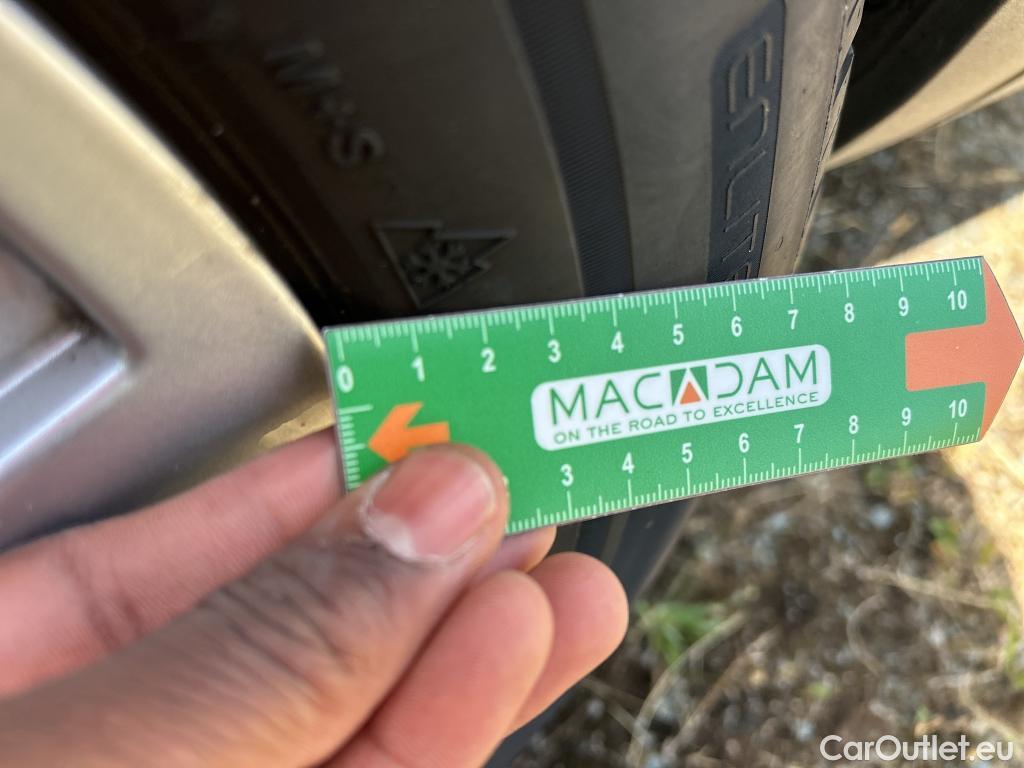 M+S
ENLITEN
0 1 2 3 4 5 6 7 8 9 10
MACADAM
ON THE ROAD TO EXCELLENCE
3 4 5 6 7 8 9 10
CarOutlet.eu